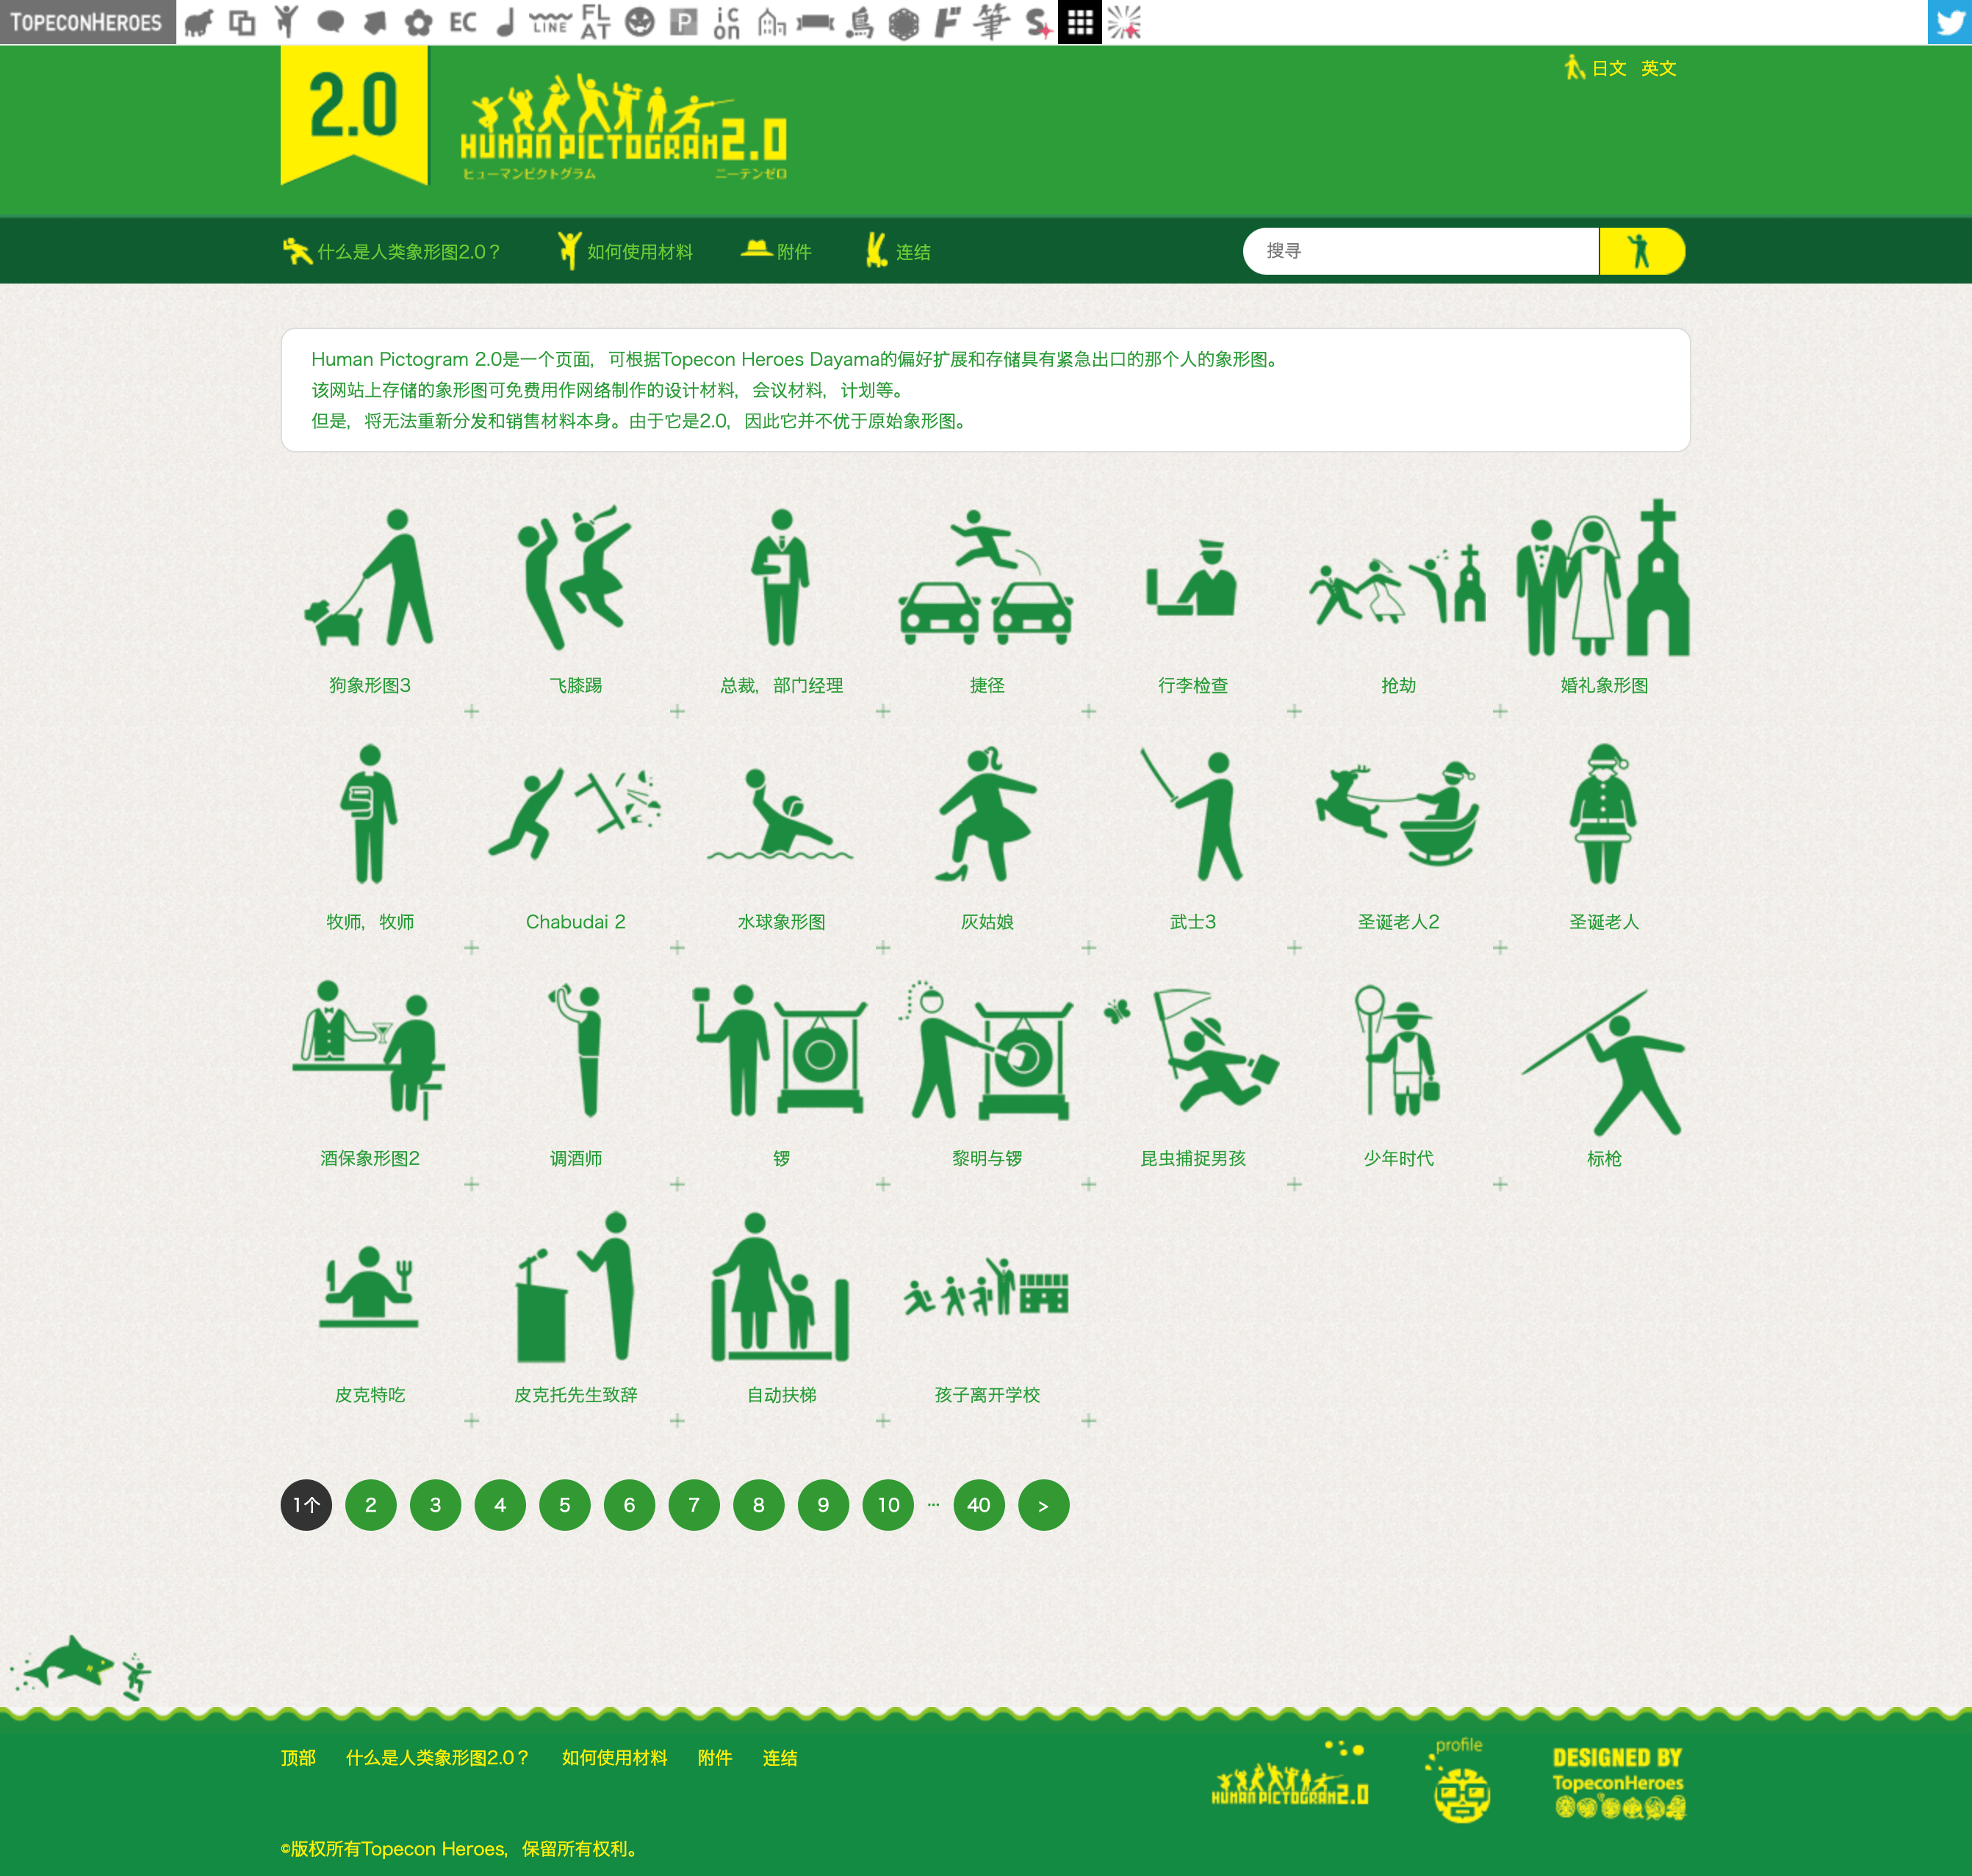 TOPECONHEROES
EC
LINE
FL
AT
P
ic
on
鳥
F
筆
S
日文 英文
2.0
HUMAN PICTOGRAM2.0
ヒューマンピクトグラム ニーテンゼロ
什么是人类象形图2.0？ 如何使用材料 附件 连结 搜寻
Human Pictogram 2.0是一个页面，可根据Topecon Heroes Dayama的偏好扩展和存储具有紧急出口的那个人的象形图。
该网站上存储的象形图可免费用作网络制作的设计材料，会议材料，计划等。
但是，将无法重新分发和销售材料本身。由于它是2.0，因此它并不优于原始象形图。
狗象形图3 飞膝踢 总裁，部门经理 捷径 行李检查 抢劫 婚礼象形图
牧师，牧师 Chabudai 2 水球象形图 灰姑娘 武士3 圣诞老人2 圣诞老人
酒保象形图2 调酒师 锣 黎明与锣 昆虫捕捉男孩 少年时代 标枪
皮克特吃 皮克托先生致辞 自动扶梯 孩子离开学校
1个 2 3 4 5 6 7 8 9 10 … 40 >
顶部 什么是人类象形图2.0？ 如何使用材料 附件 连结
HUMAN PICTOGRAM2.0
profile
DESIGNED BY
TopeconHeroes
©版权所有Topecon Heroes，保留所有权利。